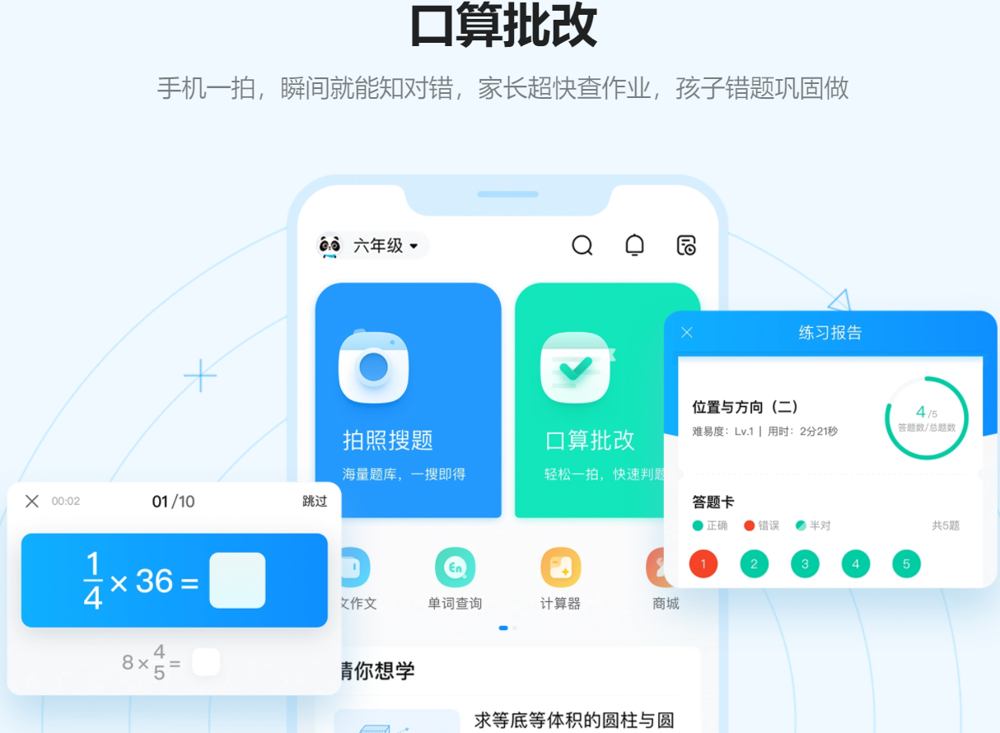 口算批改
手机一拍，瞬间就能知对错，家长超快查作业，孩子错题巩固做
六年级
拍照搜题
海量题库，一搜即得
口算批改
轻松一拍，快速判题
练习报告
位置与方向（二）
难易度：Lv.1 | 用时：2分21秒
4/5
答题数/总题数
答题卡
正确 错误 半对 共5题
1 2 3 4 5
00:02 01/10 跳过
1/4 × 36 =
8 × 4/5 =
文作文 En 单词查询 计算器 商城
猜你想学
求等底等体积的圆柱与圆